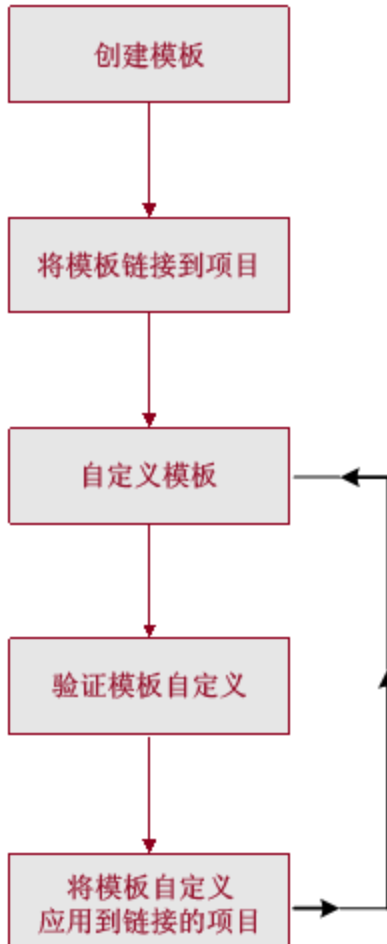 创建模板
将模板链接到项目
自定义模板
验证模板自定义
将模板自定义
应用到链接的项目